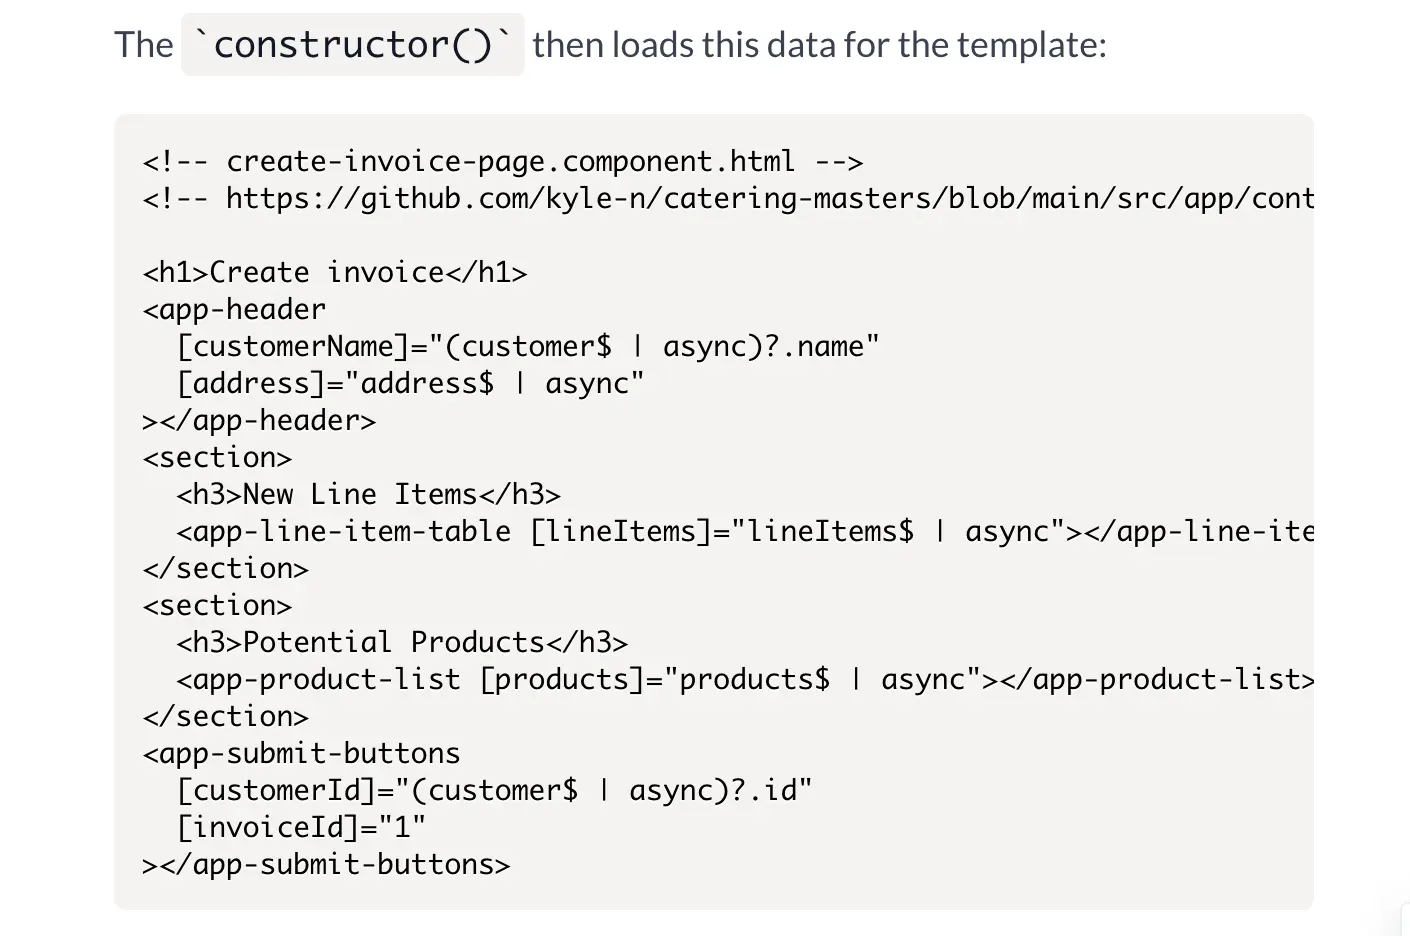 The `constructor()` then loads this data for the template:
<!-- create-invoice-page.component.html -->
<!-- https://github.com/kyle-n/catering-masters/blob/main/src/app/cont
<h1>Create invoice</h1>
<app-header
  [customerName]="(customer$ | async)?.name"
  [address]="address$ | async"
></app-header>
<section>
  <h3>New Line Items</h3>
  <app-line-item-table [lineItems]="lineItems$ | async"></app-line-ite
</section>
<section>
  <h3>Potential Products</h3>
  <app-product-list [products]="products$ | async"></app-product-list>
</section>
<app-submit-buttons
  [customerId]="(customer$ | async)?.id"
  [invoiceId]="1"
></app-submit-buttons>